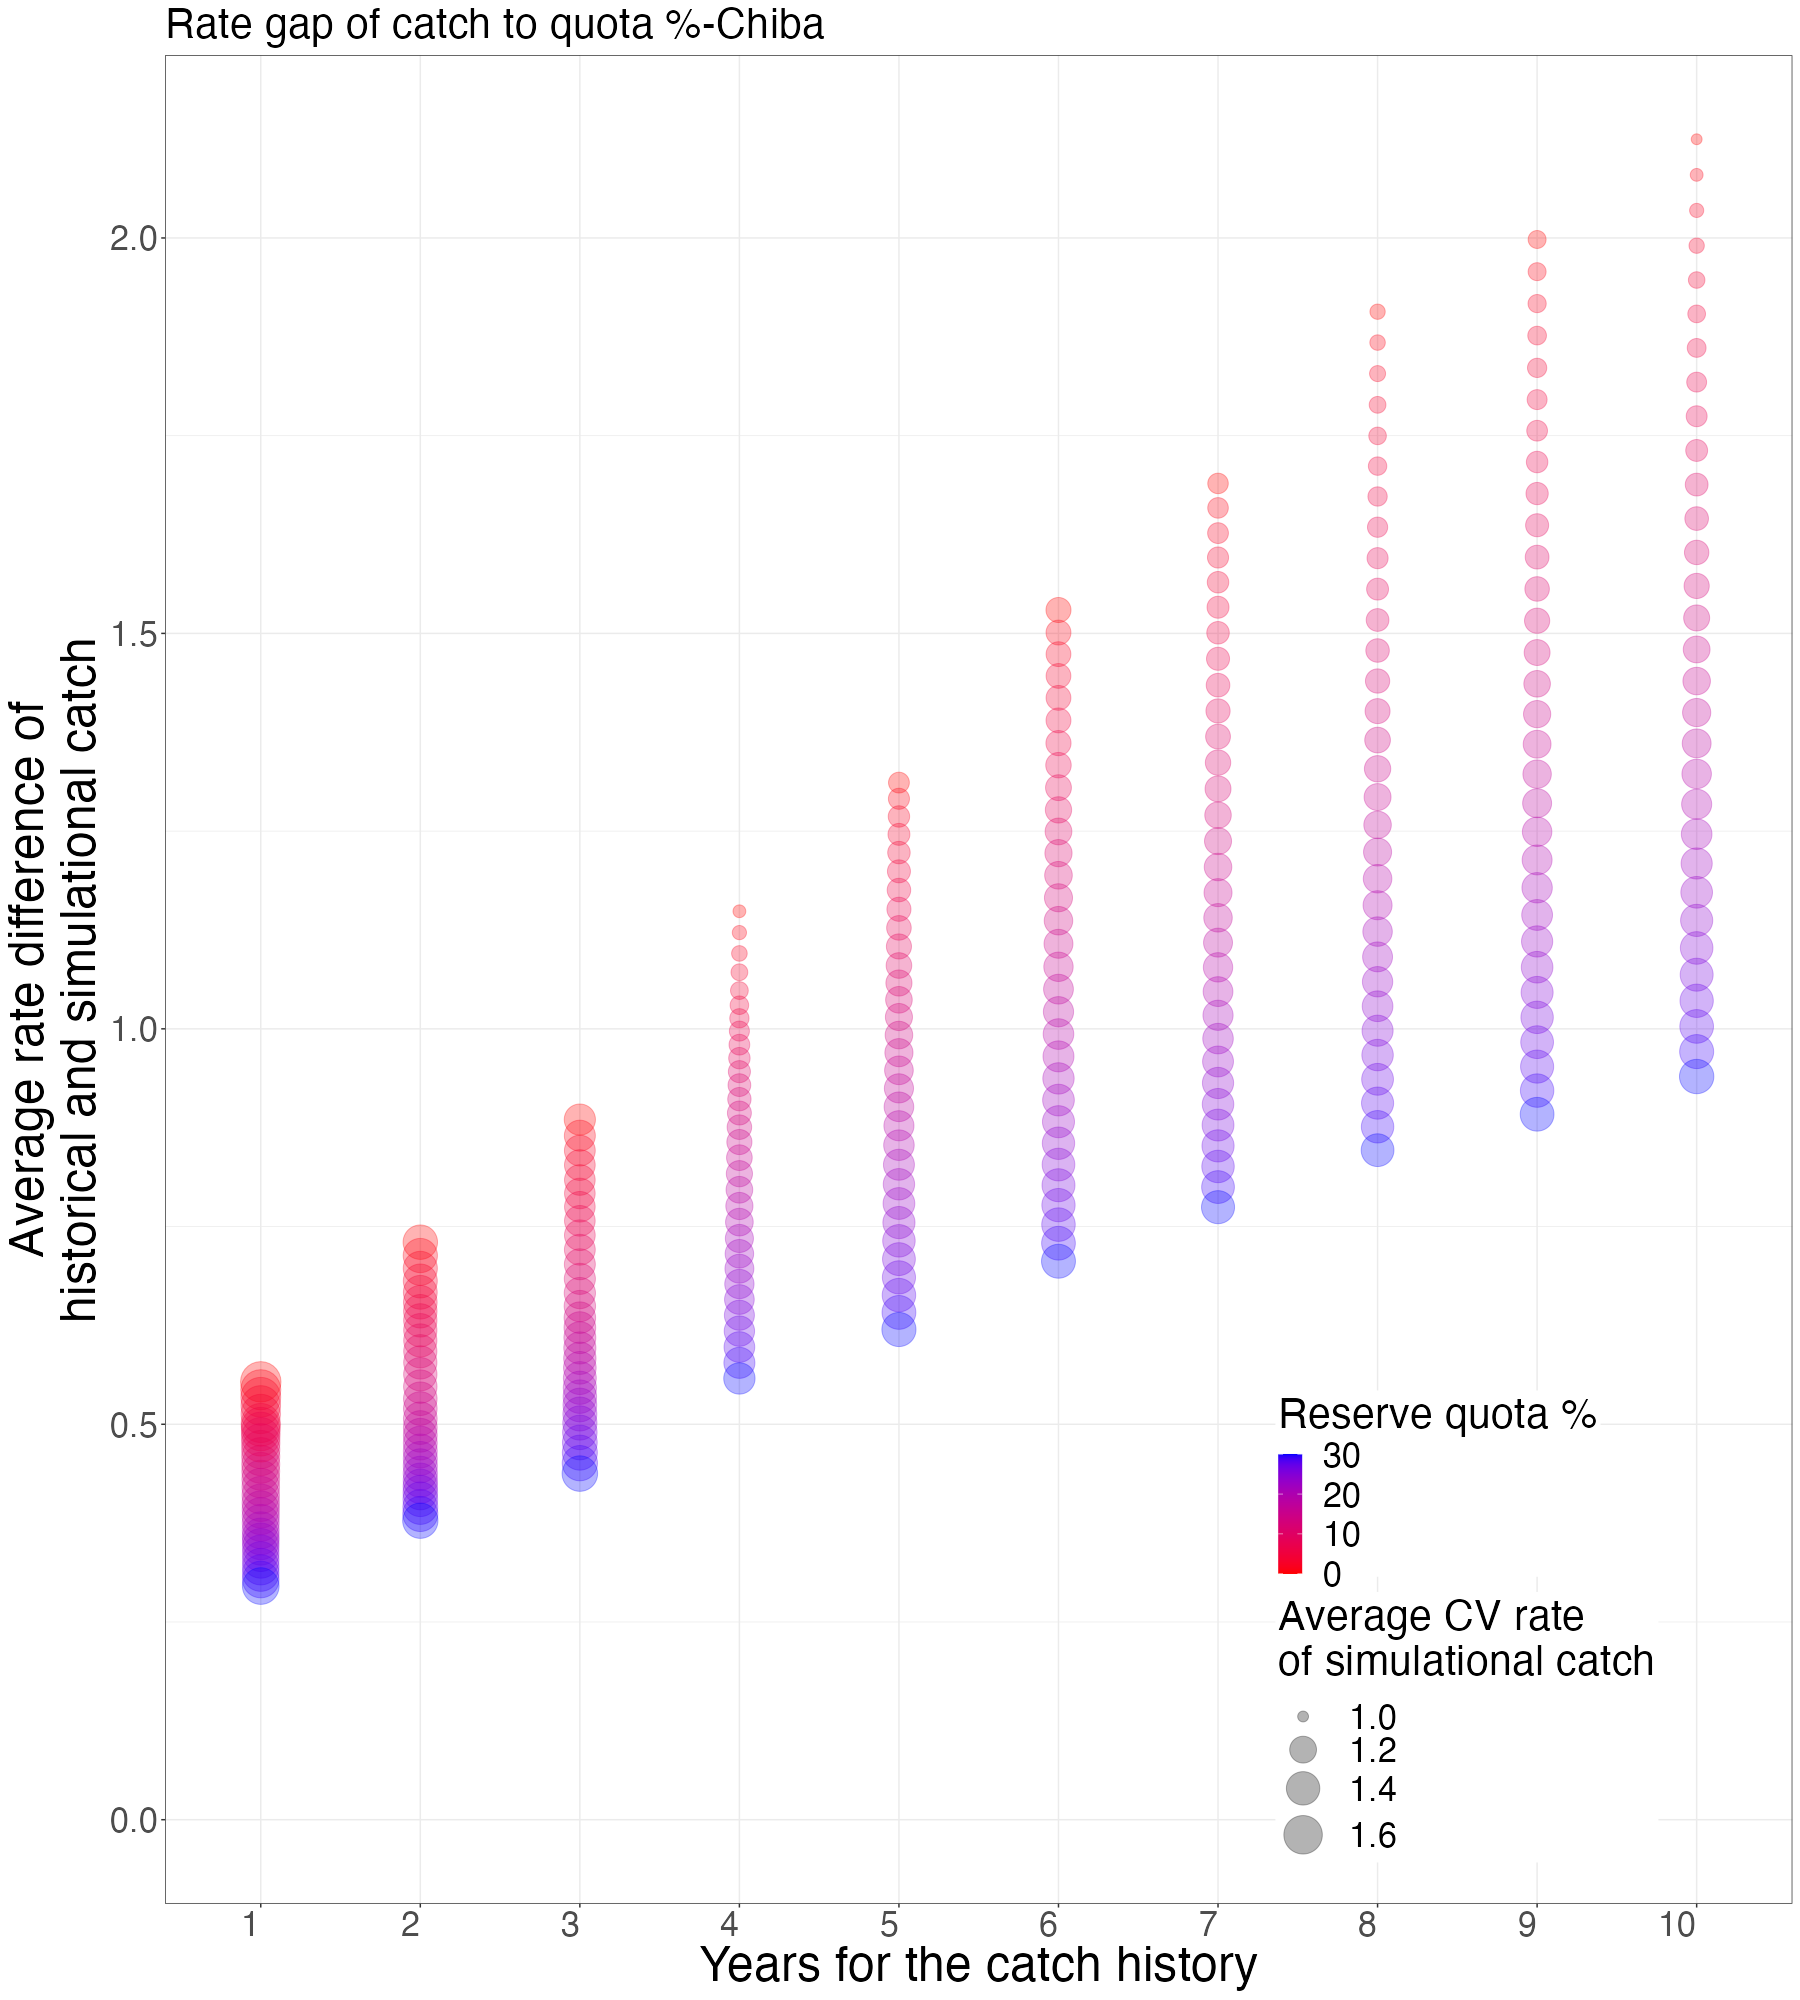 Rate gap of catch to quota %-Chiba
Average rate difference of
historical and simulational catch
2.0
1.5
1.0
0.5
0.0
1 2 3 4 5 6 7 8 9 10
Years for the catch history
Reserve quota %
30
20
10
0
Average CV rate
of simulational catch
1.0
1.2
1.4
1.6